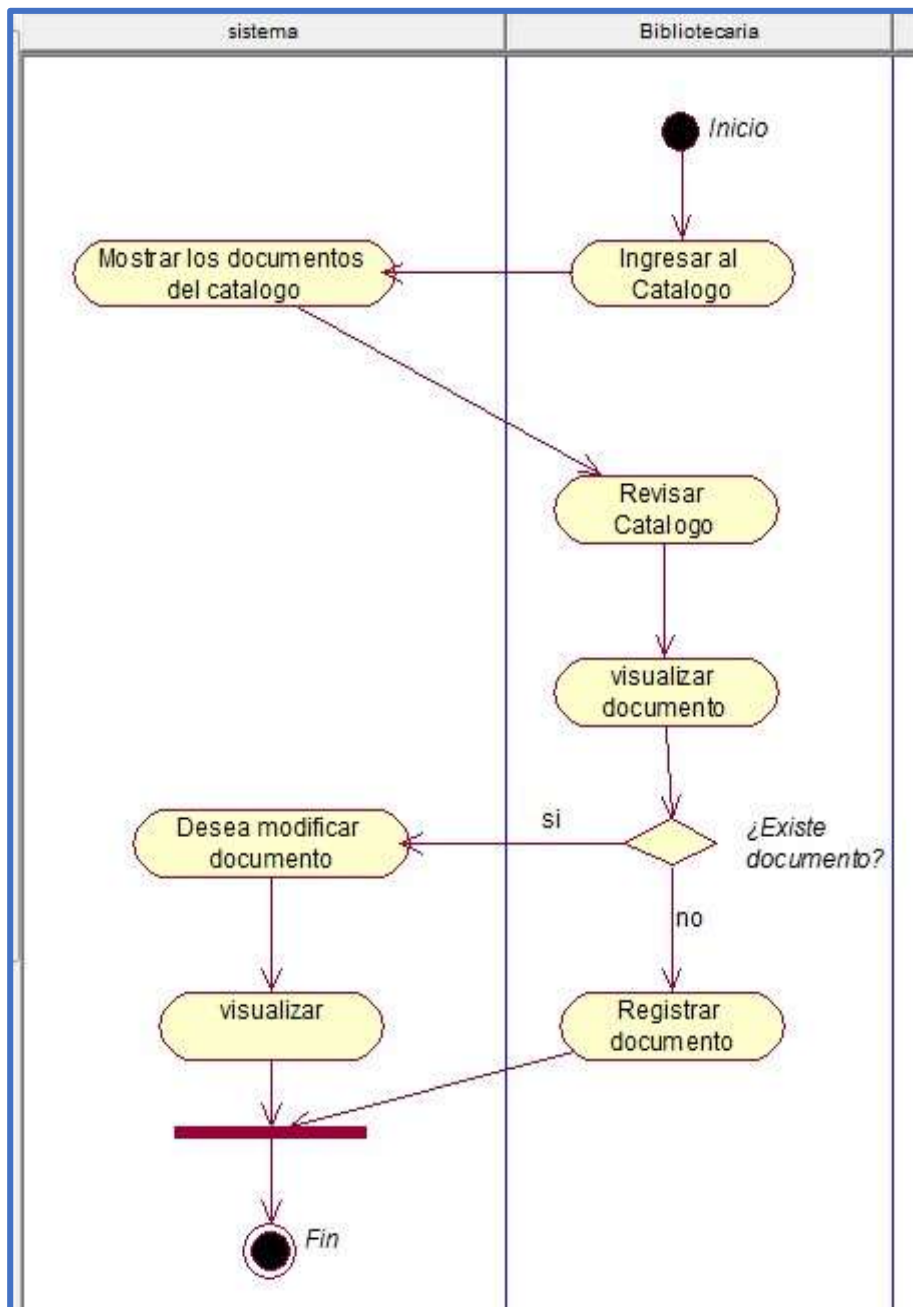 sistema
Bibliotecaria
Inicio
Mostrar los documentos
del catalogo
Ingresar al
Catalogo
Revisar
Catalogo
visualizar
documento
Desea modificar
documento
si
¿Existe
documento?
no
visualizar
Registrar
documento
Fin